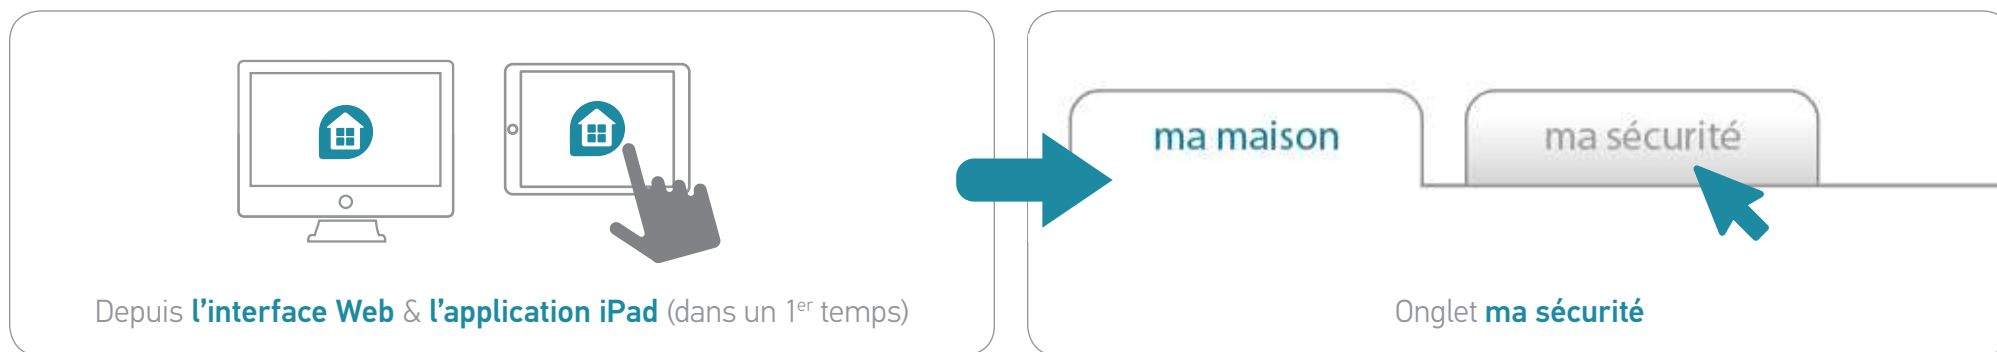 ma maison
ma sécurité
Depuis l'interface Web & l'application iPad (dans un 1er temps)
Onglet ma sécurité